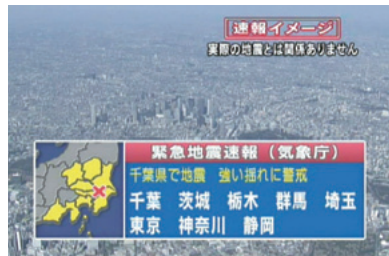 速報イメージ
実際の地震とは関係ありません
緊急地震速報（気象庁）
千葉県で地震　強い揺れに警戒
千葉　茨城　栃木　群馬　埼玉
東京　神奈川　静岡